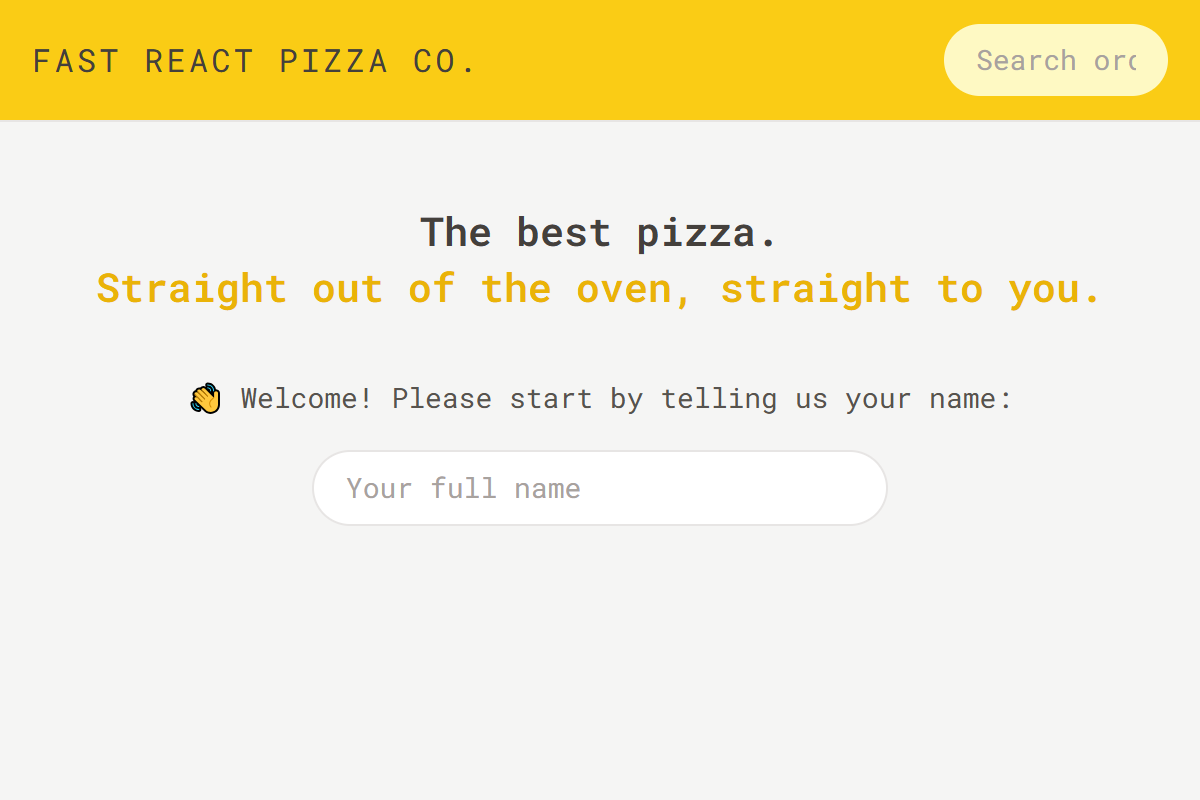 FAST REACT PIZZA CO.
Search
The best pizza.
Straight out of the oven, straight to you.
👋 Welcome! Please start by telling us your name:
Your full name